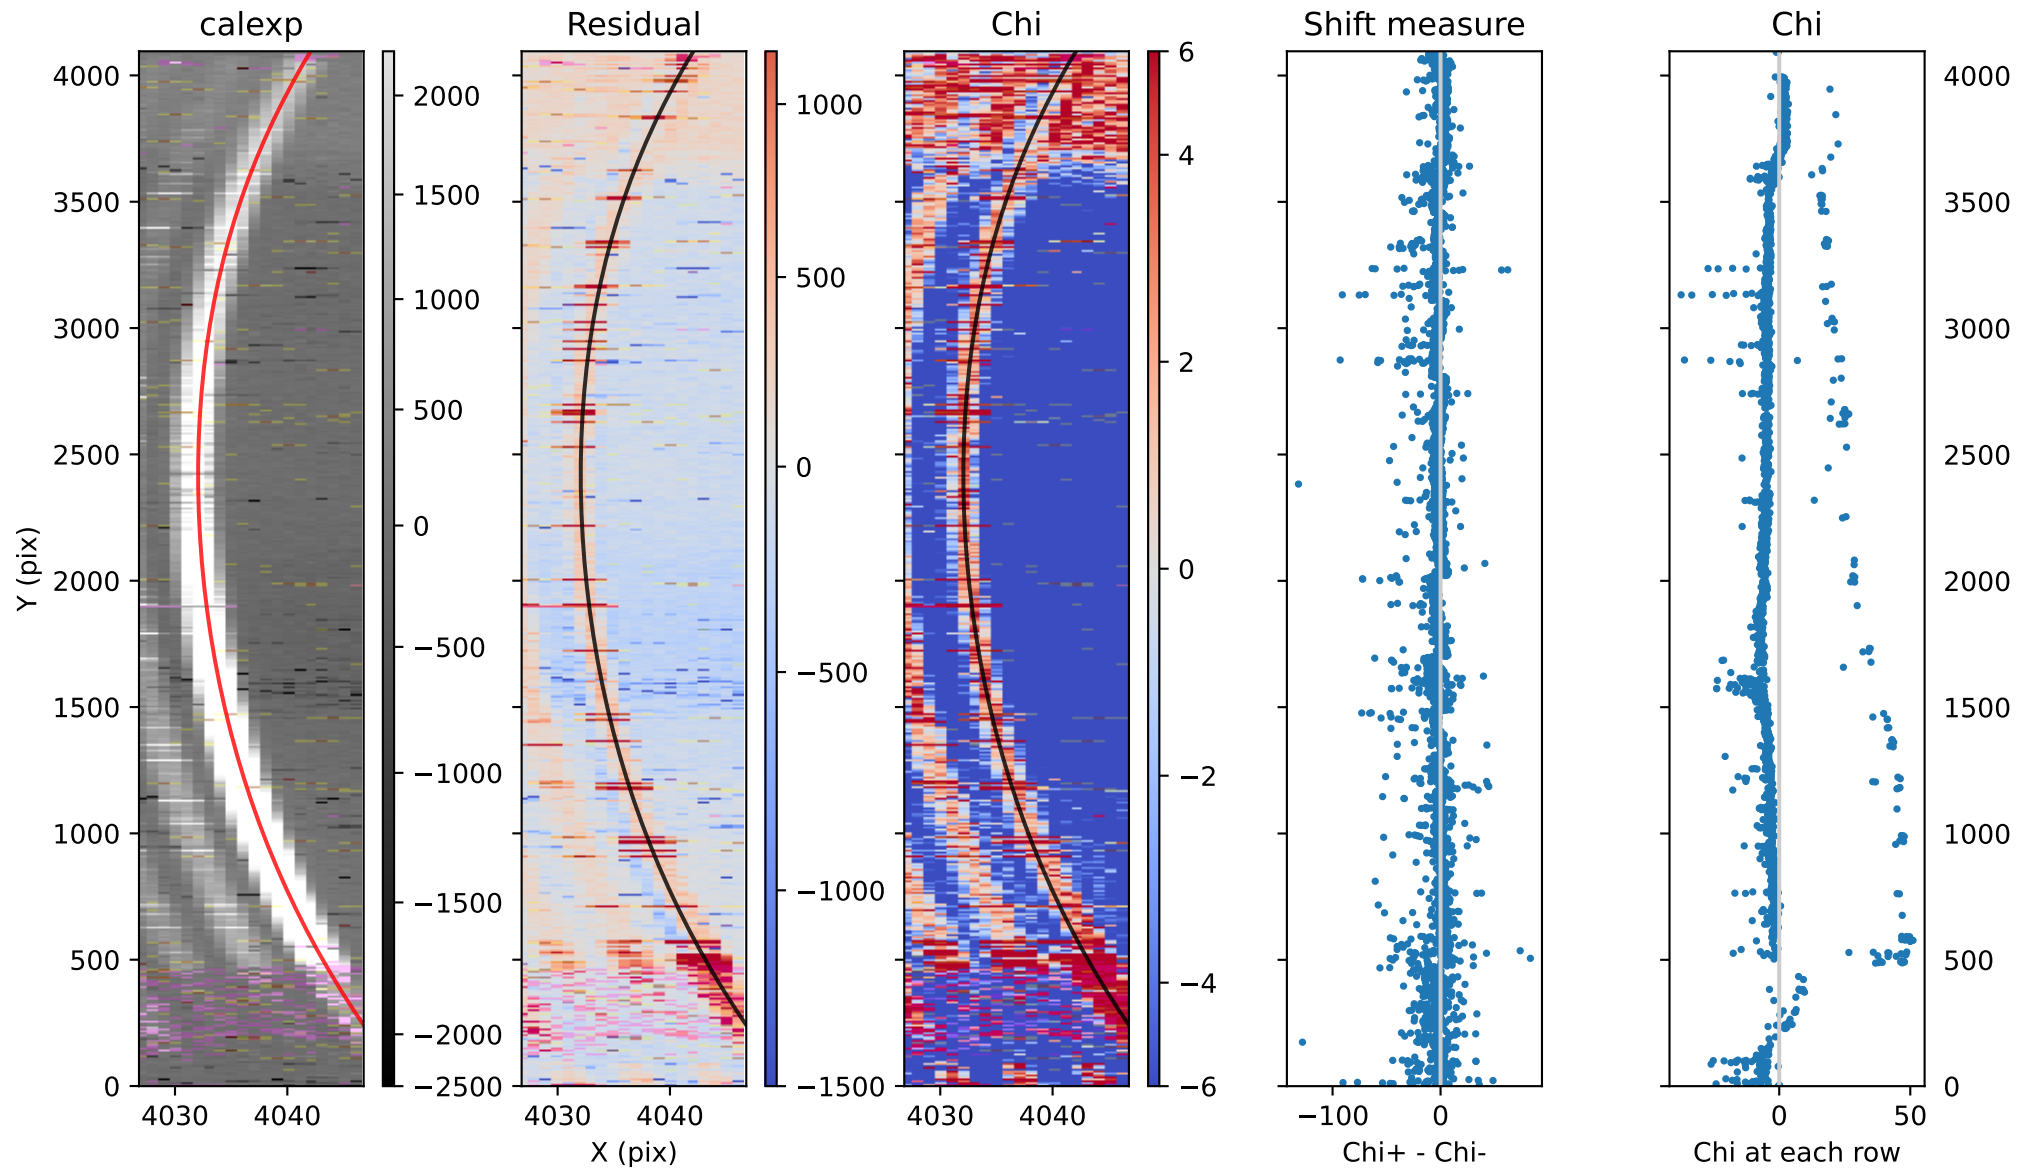 calexp Residual Chi Shift measure Chi
4000 3500 3000 2500 2000 1500 1000 500 0
Y (pix)
4030 4040
2000 1500 1000 500 0 −500 −1000 −1500 −2000 −2500
4030 4040
X (pix)
1000 500 0 −500 −1000 −1500
4030 4040
6 4 2 0 −2 −4 −6
−100 0
Chi+ - Chi-
0 50
Chi at each row
4000 3500 3000 2500 2000 1500 1000 500 0